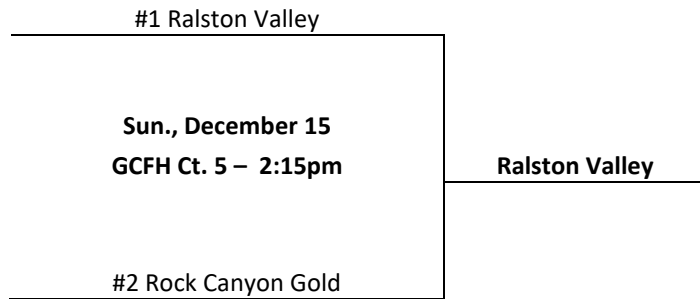 #1 Ralston Valley
Sun., December 15
GCFH Ct. 5 – 2:15pm
Ralston Valley
#2 Rock Canyon Gold